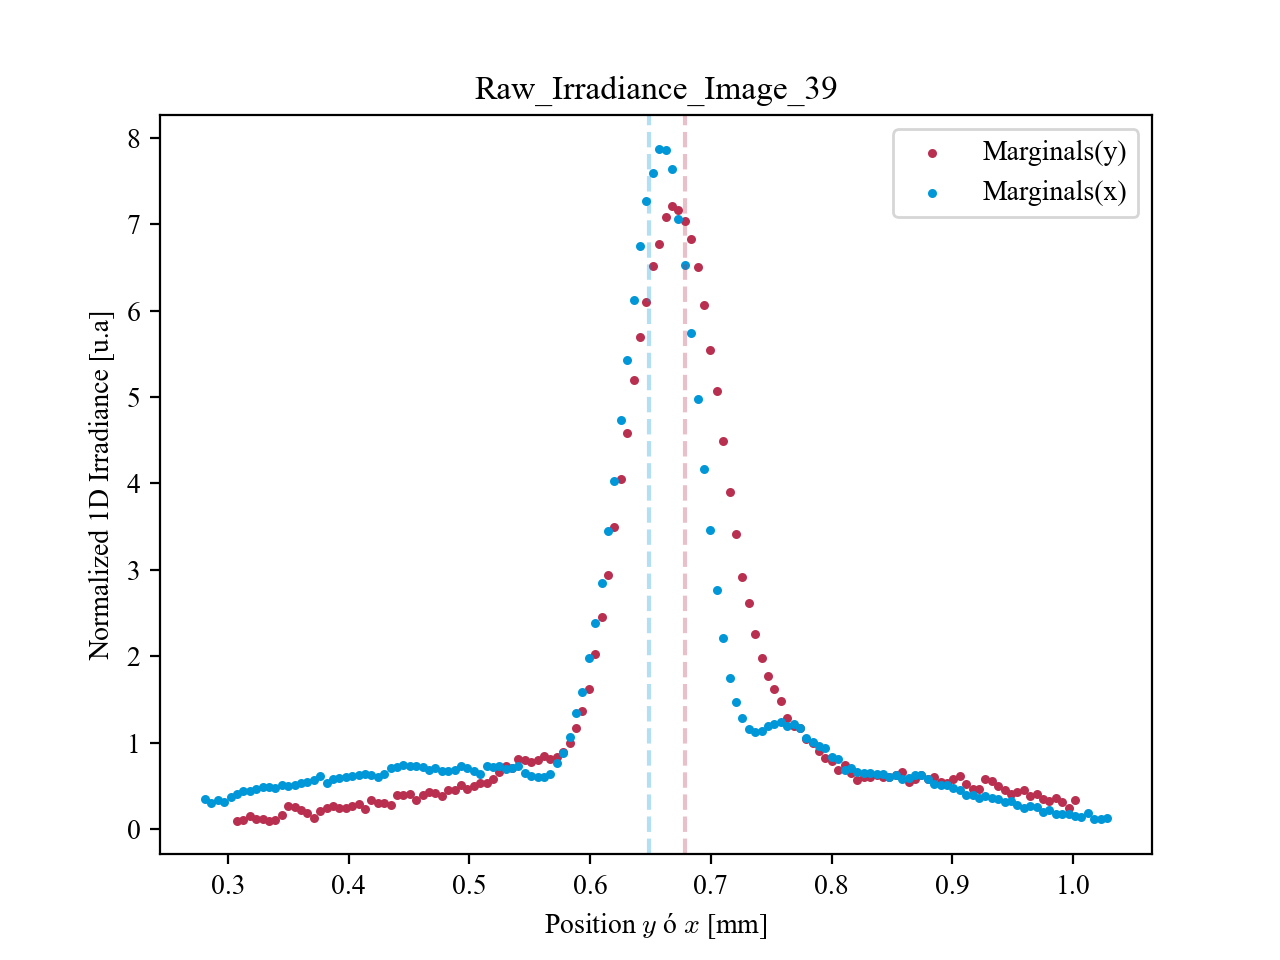 Raw_Irradiance_Image_39
Marginals(y)
Marginals(x)
Normalized 1D Irradiance [u.a]
8
7
6
5
4
3
2
1
0
0.3 0.4 0.5 0.6 0.7 0.8 0.9 1.0
Position y ó x [mm]